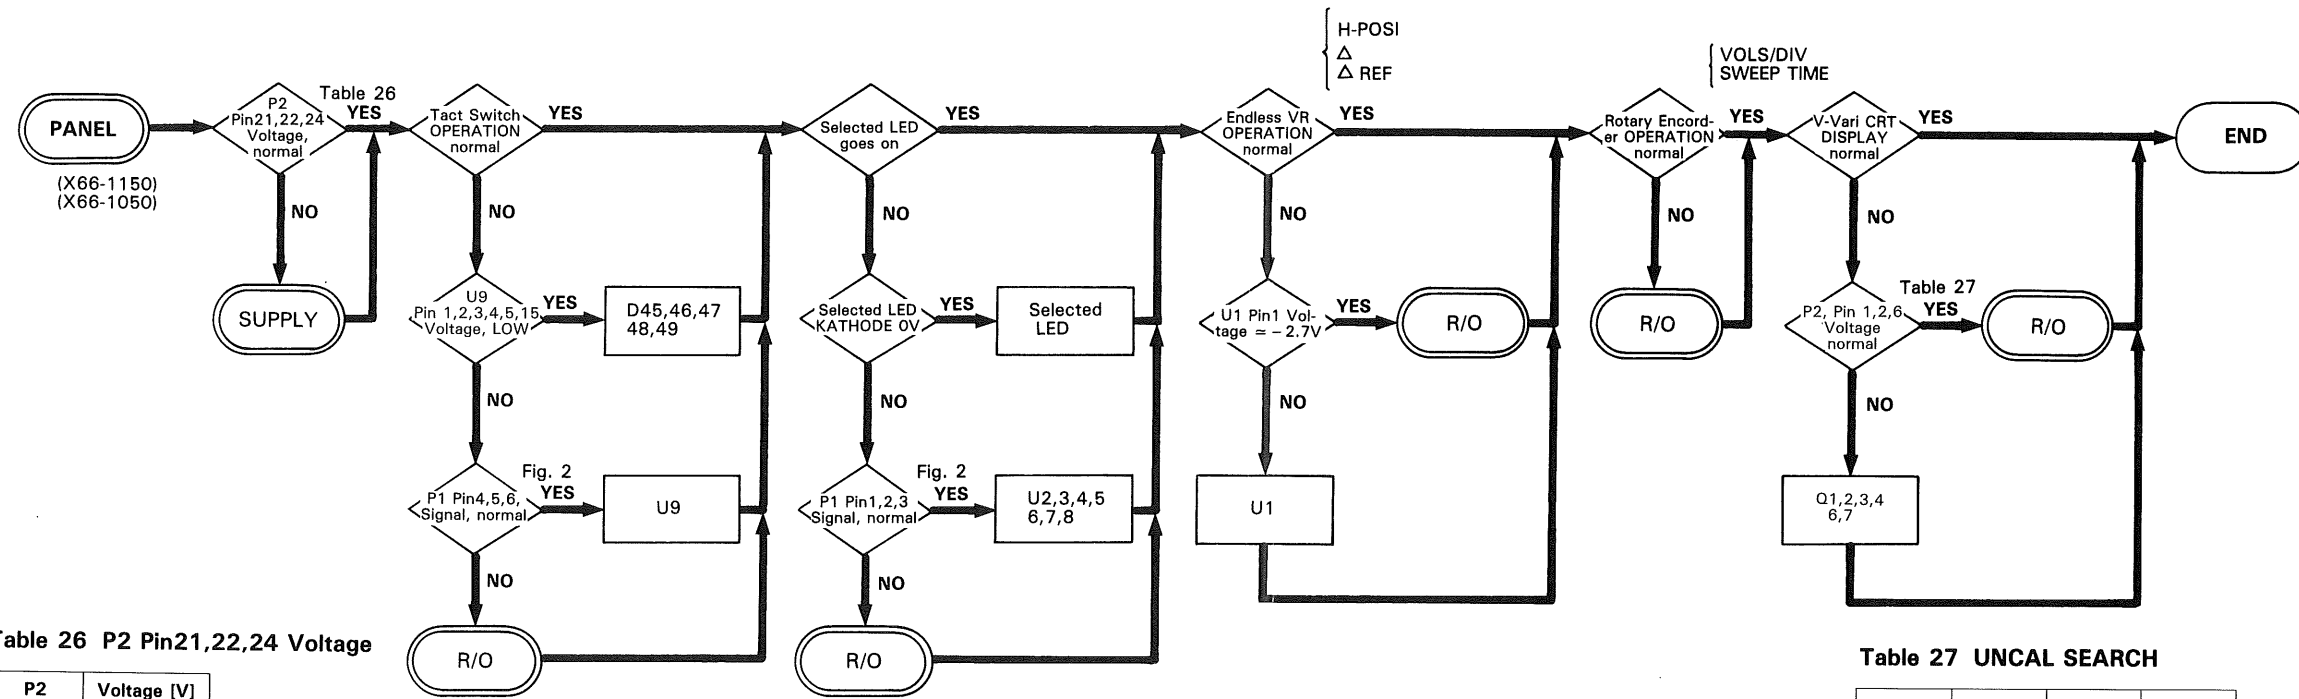 H-POSI
△
△ REF
VOLS/DIV
SWEEP TIME
PANEL
(X66-1150)
(X66-1050)
P2
Pin21,22,24
Voltage,
normal
Table 26
YES
NO
SUPPLY
Tact Switch
OPERATION
normal
YES
NO
U9
Pin 1,2,3,4,5,15
Voltage, LOW
YES
D45,46,47
48,49
NO
P1 Pin4,5,6,
Signal, normal
Fig. 2
YES
U9
NO
R/O
Selected LED
goes on
YES
NO
Selected LED
KATHODE 0V
YES
Selected
LED
NO
P1 Pin1,2,3
Signal, normal
Fig. 2
YES
U2,3,4,5
6,7,8
NO
R/O
Endless VR
OPERATION
normal
YES
NO
U1 Pin1 Vol-
tage ≃ −2.7V
YES
R/O
NO
U1
Rotary Encord-
er OPERATION
normal
YES
NO
R/O
V-Vari CRT
DISPLAY
normal
YES
NO
P2, Pin 1,2,6
Voltage
normal
Table 27
YES
R/O
NO
Q1,2,3,4
6,7
END
Table 26 P2 Pin21,22,24 Voltage
P2
Voltage [V]
Table 27 UNCAL SEARCH